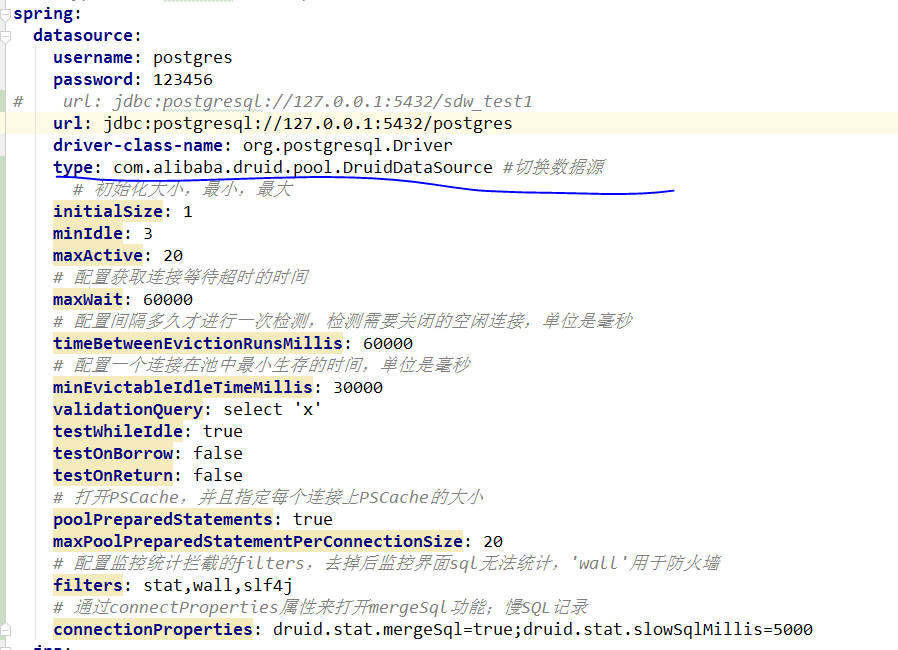 spring:
  datasource:
    username: postgres
    password: 123456
#    url: jdbc:postgresql://127.0.0.1:5432/sdw_test1
    url: jdbc:postgresql://127.0.0.1:5432/postgres
    driver-class-name: org.postgresql.Driver
    type: com.alibaba.druid.pool.DruidDataSource #切换数据源
      # 初始化大小，最小，最大
    initialSize: 1
    minIdle: 3
    maxActive: 20
    # 配置获取连接等待超时的时间
    maxWait: 60000
    # 配置间隔多久才进行一次检测，检测需要关闭的空闲连接，单位是毫秒
    timeBetweenEvictionRunsMillis: 60000
    # 配置一个连接在池中最小生存的时间，单位是毫秒
    minEvictableIdleTimeMillis: 30000
    validationQuery: select 'x'
    testWhileIdle: true
    testOnBorrow: false
    testOnReturn: false
    # 打开PSCache，并且指定每个连接上PSCache的大小
    poolPreparedStatements: true
    maxPoolPreparedStatementPerConnectionSize: 20
    # 配置监控统计拦截的filters，去掉后监控界面sql无法统计，'wall'用于防火墙
    filters: stat,wall,slf4j
    # 通过connectProperties属性来打开mergeSql功能；慢SQL记录
    connectionProperties: druid.stat.mergeSql=true;druid.stat.slowSqlMillis=5000